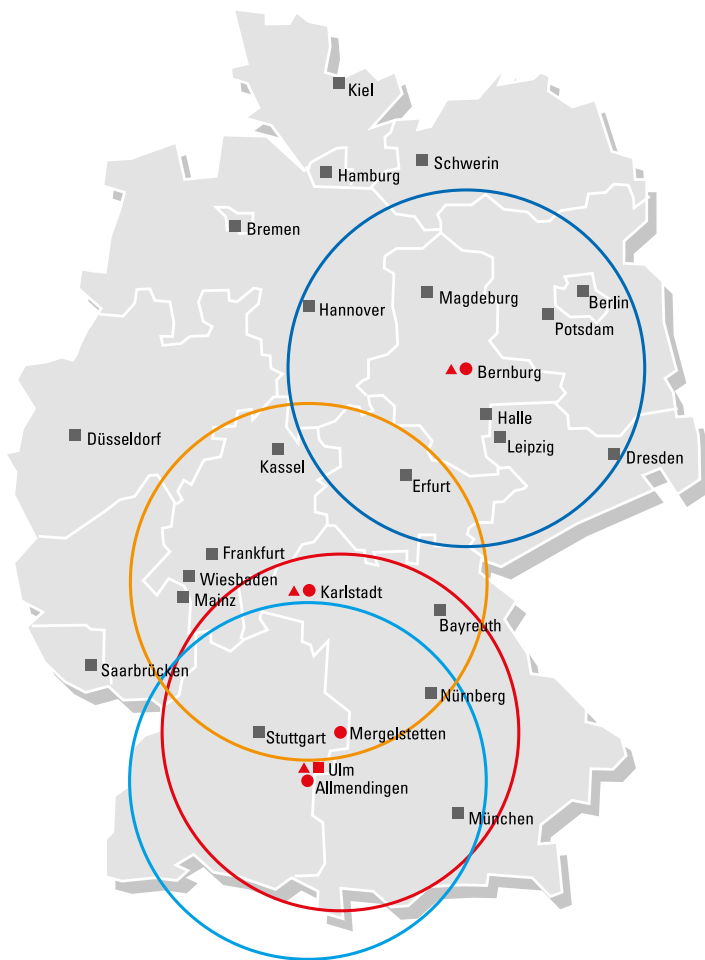 Kiel
Schwerin
Hamburg
Bremen
Berlin
Magdeburg
Hannover
Potsdam
Bernburg
Halle
Düsseldorf
Leipzig
Kassel
Dresden
Erfurt
Frankfurt
Wiesbaden
Karlstadt
Mainz
Bayreuth
Saarbrücken
Nürnberg
Stuttgart
Mergelstetten
Ulm
Allmendingen
München